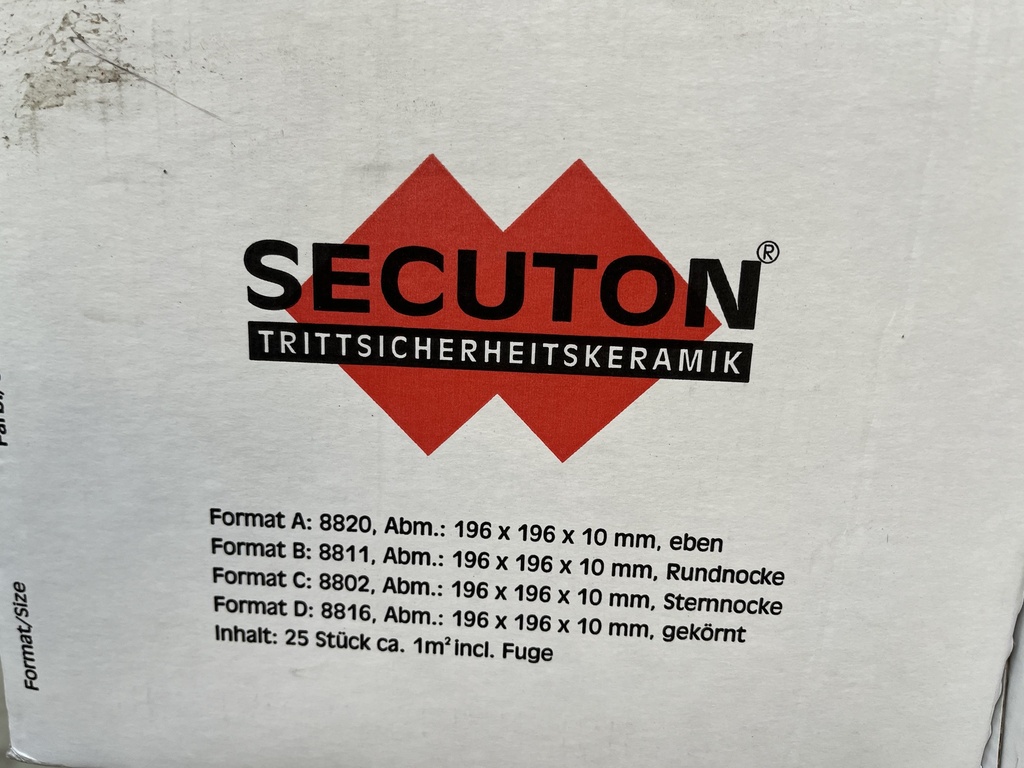 SECUTON®
TRITTSICHERHEITSKERAMIK
Format A: 8820, Abm.: 196 x 196 x 10 mm, eben
Format B: 8811, Abm.: 196 x 196 x 10 mm, Rundnocke
Format C: 8802, Abm.: 196 x 196 x 10 mm, Sternnocke
Format D: 8816, Abm.: 196 x 196 x 10 mm, gekörnt
Inhalt: 25 Stück ca. 1m² incl. Fuge
Format/Size